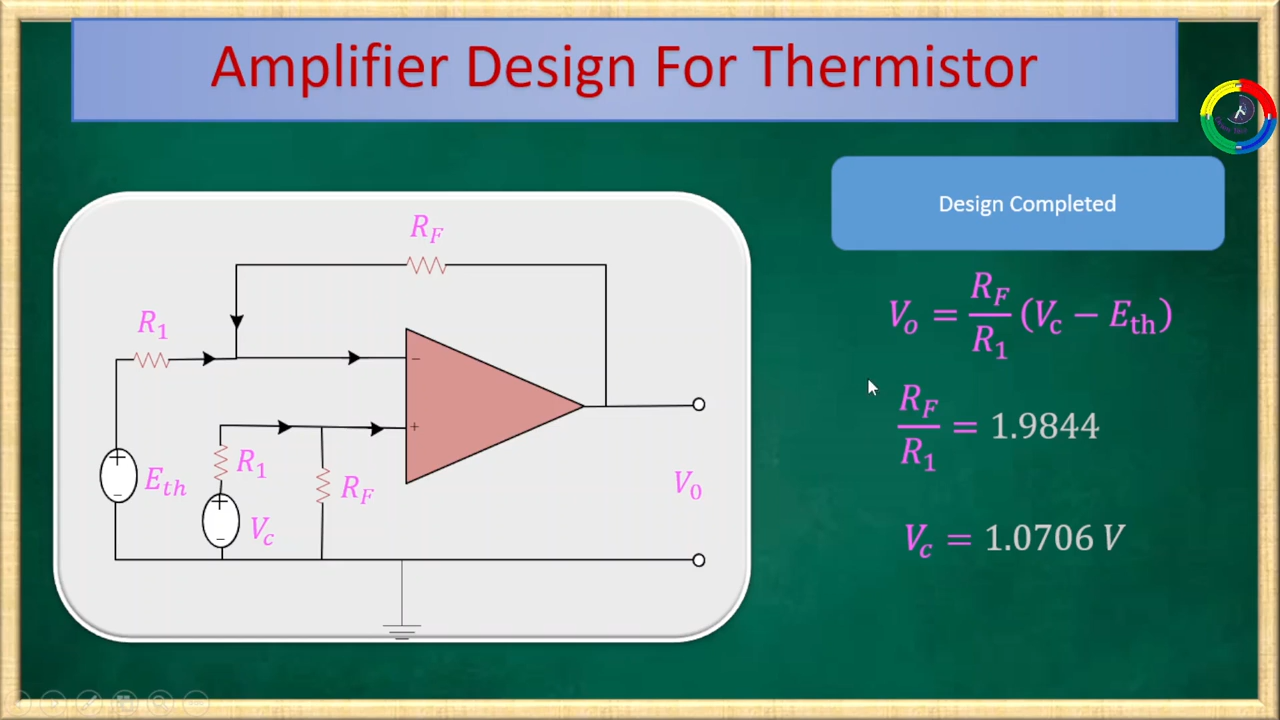 Amplifier Design For Thermistor
Design Completed
R_F
R_1
−
+
R_1
E_th
R_F
V_c
V_0
V_o = R_F/R_1 (V_c − E_th)
R_F/R_1 = 1.9844
V_c = 1.0706 V